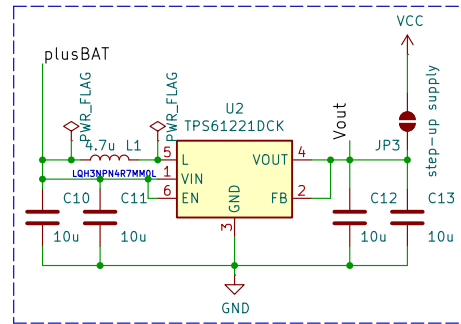 VCC
plusBAT
PWR_FLAG
PWR_FLAG
U2
TPS61221DCK
Vout
step-up supply
4.7u L1
JP3
LQH3NPN4R7MM0L
5 L
VOUT 4
1 VIN
6 EN
FB 2
GND
3
C10
C11
C12
C13
10u
10u
10u
10u
GND